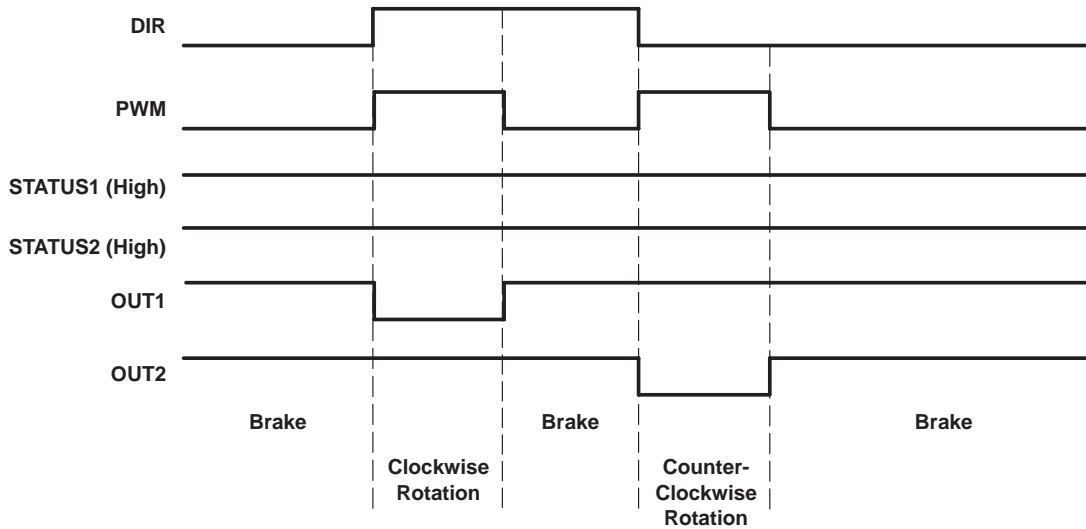 DIR
PWM
STATUS1 (High)
STATUS2 (High)
OUT1
OUT2
Brake
Brake
Brake
Clockwise
Rotation
Counter-
Clockwise
Rotation